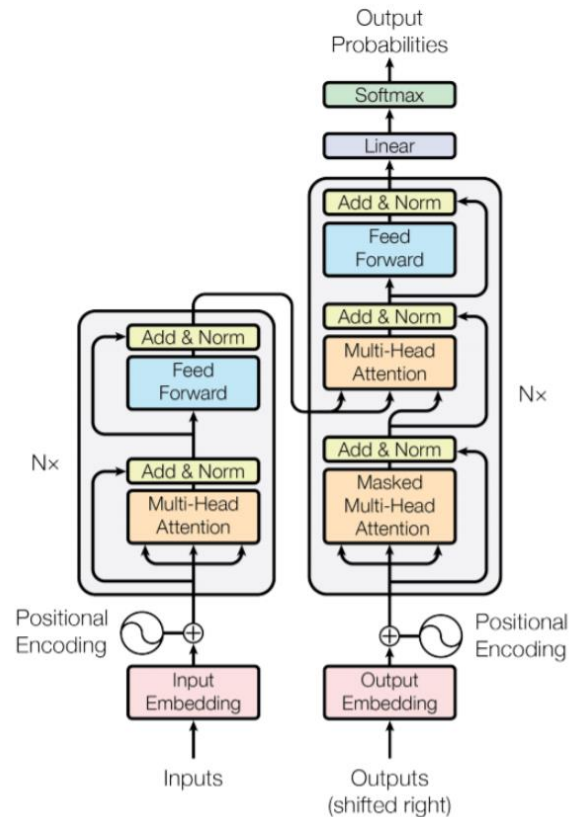 Output
Probabilities
Softmax
Linear
Add & Norm
Feed
Forward
Add & Norm
Multi-Head
Attention
Nx
Add & Norm
Masked
Multi-Head
Attention
Add & Norm
Feed
Forward
Nx
Add & Norm
Multi-Head
Attention
Positional
Encoding
Positional
Encoding
Input
Embedding
Output
Embedding
Inputs
Outputs
(shifted right)